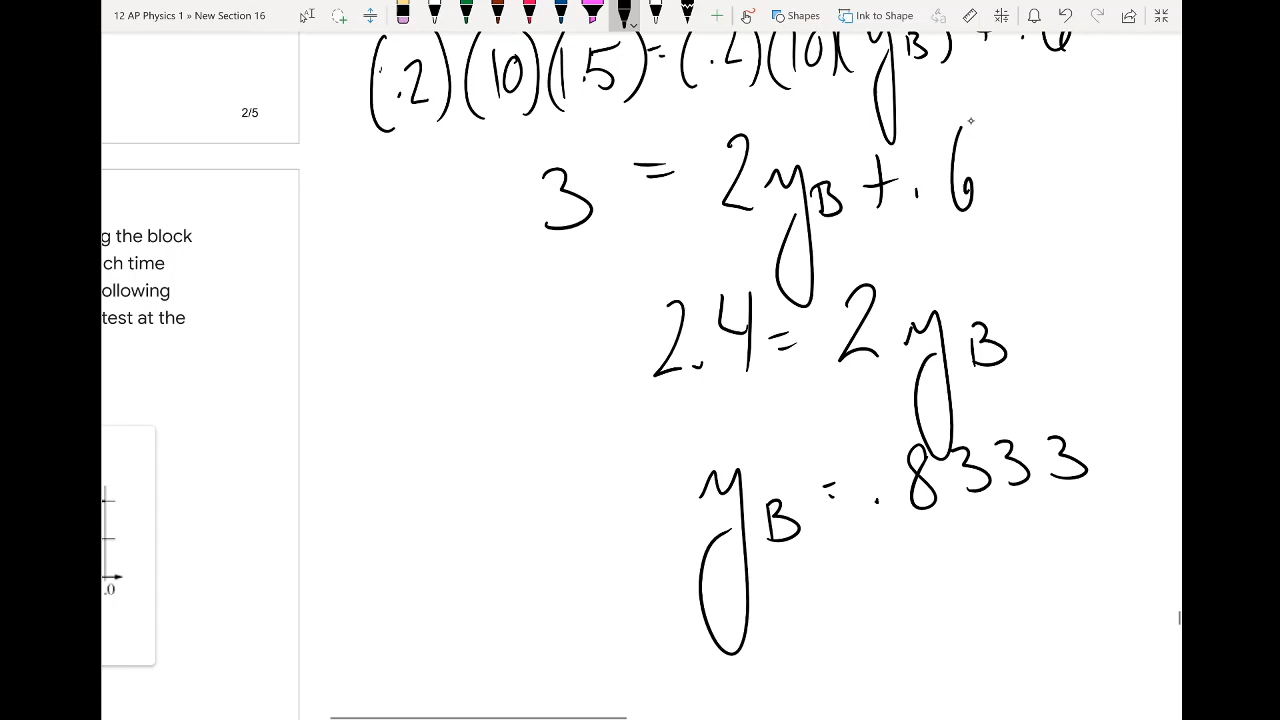 12 AP Physics 1 » New Section 16
Shapes
Ink to Shape
2/5
g the block
ch time
ollowing
test at the
.0
(.2)(10)(1.5) = (.2)(10)(yB) + .6
3 = 2yB + .6
2.4 = 2yB
yB = .8333